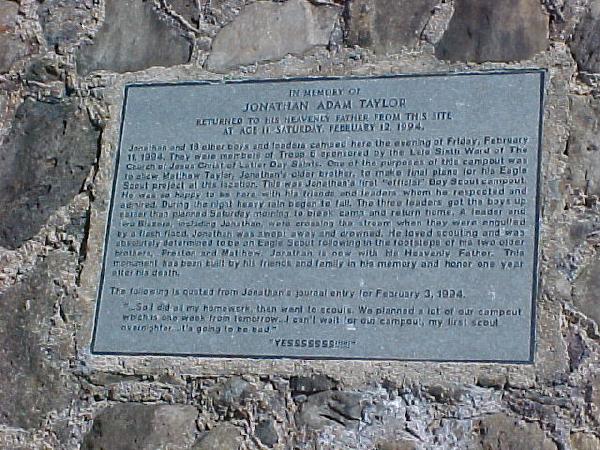 IN MEMORY OF
JONATHAN ADAM TAYLOR
RETURNED TO HIS HEAVENLY FATHER FROM THIS SITE
AT AGE 11 SATURDAY, FEBRUARY 12, 1994.
Jonathan and 13 other boys and leaders camped here the evening of Friday, February
11, 1994. They were members of Troop 6 sponsored by the Laie Sixth Ward of The
Church of Jesus Christ of Latter Day Saints. One of the purposes of this campout was
to allow Matthew Taylor, Jonathan's older brother, to make final plans for his Eagle
Scout project at this location. This was Jonathan's first "official" Boy Scout campout.
He was so happy to be here with his friends and leaders whom he respected and
admired. During the night heavy rain began to fall. The three leaders got the boys up
earlier than planned Saturday morning to break camp and return home. A leader and
two Blazers, including Jonathan, were crossing the stream when they were engulfed
by a flash flood. Jonathan was swept away and drowned. He loved scouting and was
absolutely determined to be an Eagle Scout following in the footsteps of his two older
brothers, Preston and Matthew. Jonathan is now with his Heavenly Father. This
monument has been built by his friends and family in his memory and honor one year
after his death.
The following is quoted from Jonathan's journal entry for February 3, 1994.
"...So I did all my homework, then went to scouts. We planned a lot of our campout
which is one week from tomorrow...I can't wait for our campout, my first scout
overnighter...It's going to be bad"
"YESSSSSSS!!!!"